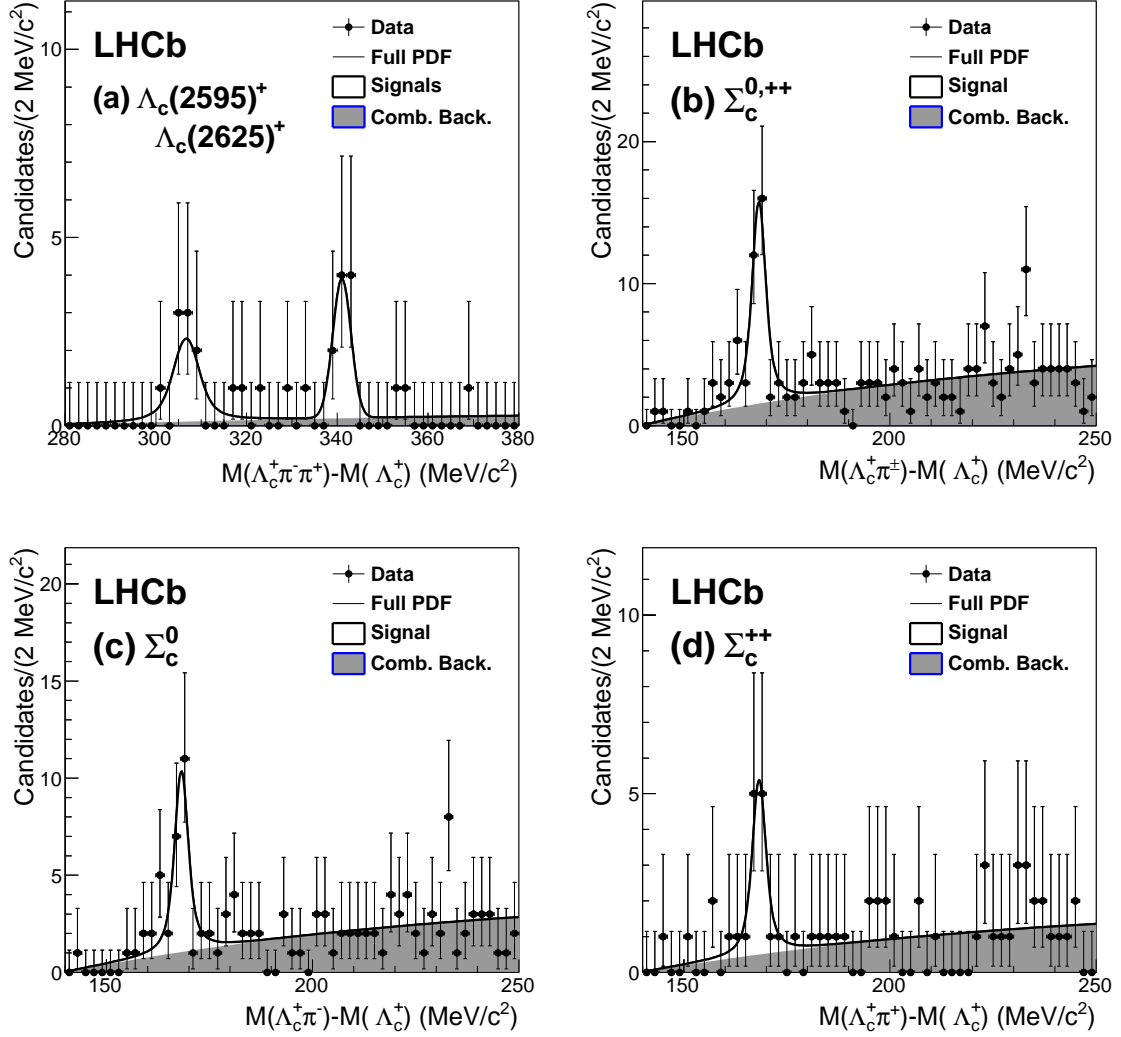 Candidates/(2 MeV/c²)
10
5
0
LHCb
(a) Λc(2595)⁺
Λc(2625)⁺
Data
Full PDF
Signals
Comb. Back.
280 300 320 340 360 380
M(Λc⁺π⁻π⁺)-M( Λc⁺) (MeV/c²)
Candidates/(2 MeV/c²)
20
10
0
LHCb
(b) Σc⁰,⁺⁺
Data
Full PDF
Signal
Comb. Back.
150 200 250
M(Λc⁺π±)-M( Λc⁺) (MeV/c²)
Candidates/(2 MeV/c²)
20
15
10
5
0
LHCb
(c) Σc⁰
Data
Full PDF
Signal
Comb. Back.
150 200 250
M(Λc⁺π⁻)-M( Λc⁺) (MeV/c²)
Candidates/(2 MeV/c²)
10
5
0
LHCb
(d) Σc⁺⁺
Data
Full PDF
Signal
Comb. Back.
150 200 250
M(Λc⁺π⁺)-M( Λc⁺) (MeV/c²)